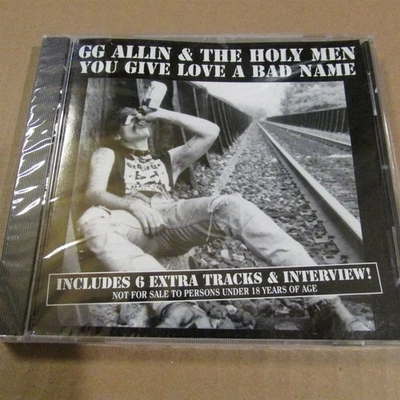 GG ALLIN & THE HOLY MEN
YOU GIVE LOVE A BAD NAME
INCLUDES 6 EXTRA TRACKS & INTERVIEW!
NOT FOR SALE TO PERSONS UNDER 18 YEARS OF AGE